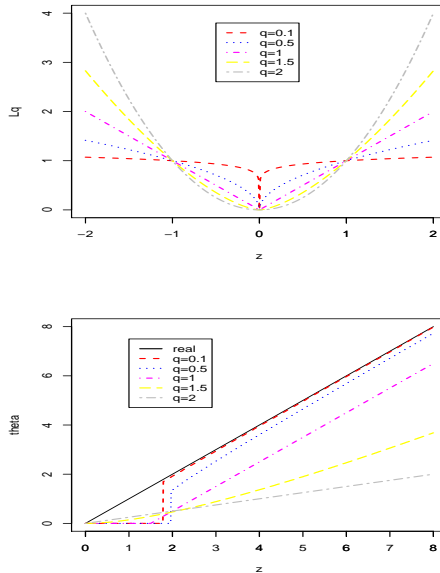 Lq
4
3
2
1
0
q=0.1
q=0.5
q=1
q=1.5
q=2
−2 −1 0 1 2
z
theta
8
6
4
2
0
real
q=0.1
q=0.5
q=1
q=1.5
q=2
0 1 2 3 4 5 6 7 8
z